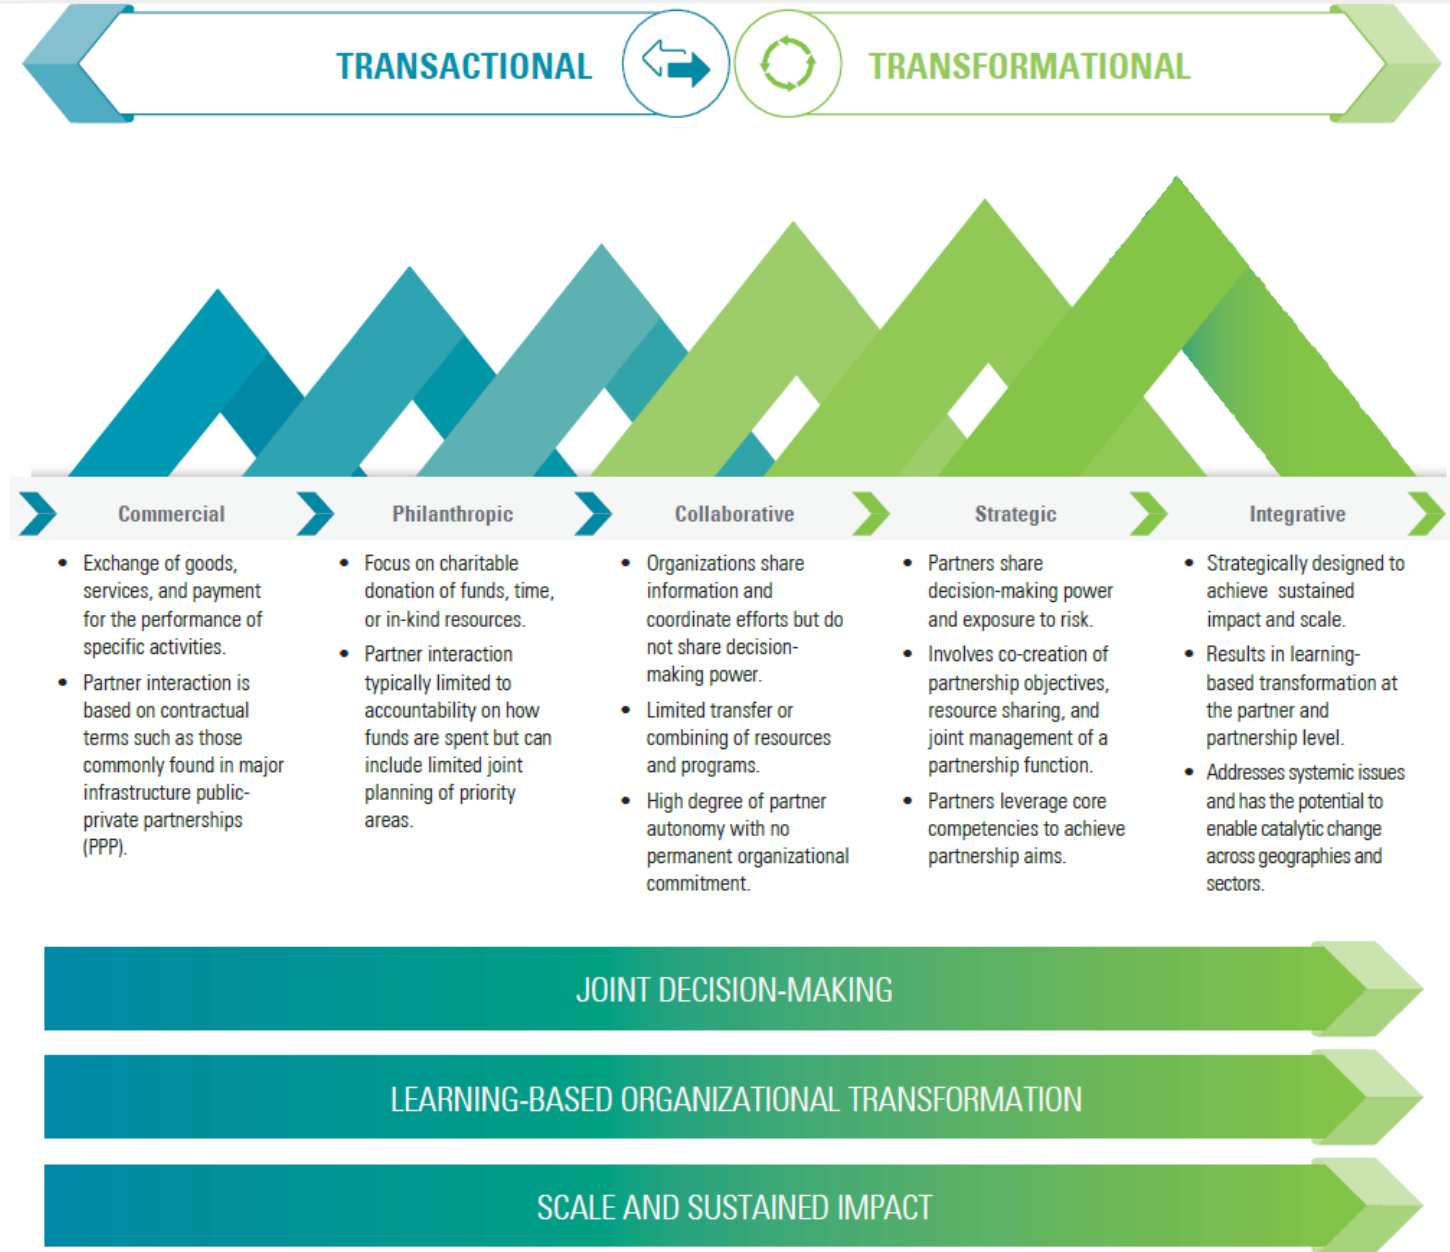 TRANSACTIONAL
TRANSFORMATIONAL
Commercial
Philanthropic
Collaborative
Strategic
Integrative
• Exchange of goods,
services, and payment
for the performance of
specific activities.
• Partner interaction is
based on contractual
terms such as those
commonly found in major
infrastructure public-
private partnerships
(PPP).
• Focus on charitable
donation of funds, time,
or in-kind resources.
• Partner interaction
typically limited to
accountability on how
funds are spent but can
include limited joint
planning of priority
areas.
• Organizations share
information and
coordinate efforts but do
not share decision-
making power.
• Limited transfer or
combining of resources
and programs.
• High degree of partner
autonomy with no
permanent organizational
commitment.
• Partners share
decision-making power
and exposure to risk.
• Involves co-creation of
partnership objectives,
resource sharing, and
joint management of a
partnership function.
• Partners leverage core
competencies to achieve
partnership aims.
• Strategically designed to
achieve sustained
impact and scale.
• Results in learning-
based transformation at
the partner and
partnership level.
• Addresses systemic issues
and has the potential to
enable catalytic change
across geographies and
sectors.
JOINT DECISION-MAKING
LEARNING-BASED ORGANIZATIONAL TRANSFORMATION
SCALE AND SUSTAINED IMPACT